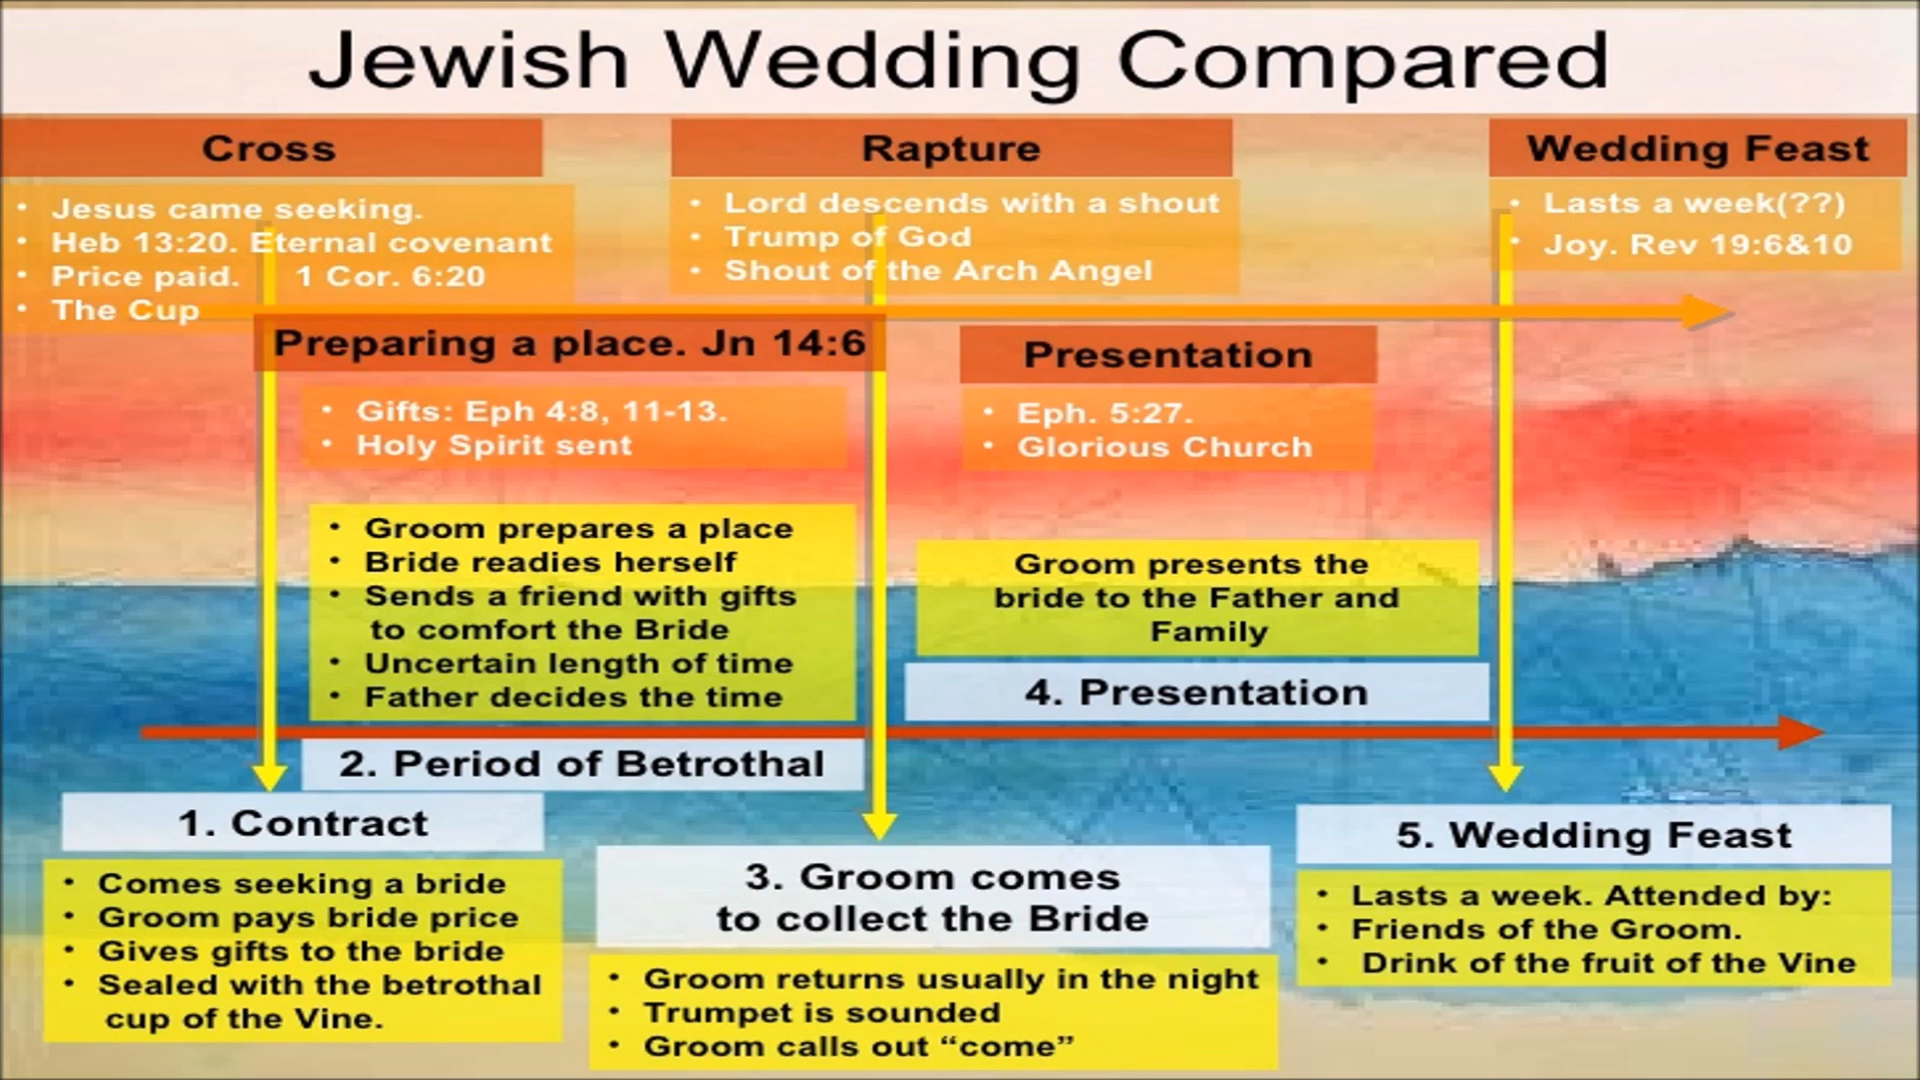 Jewish Wedding Compared
Cross
• Jesus came seeking.
• Heb 13:20. Eternal covenant
• Price paid. 1 Cor. 6:20
• The Cup
Rapture
• Lord descends with a shout
• Trump of God
• Shout of the Arch Angel
Wedding Feast
• Lasts a week(??)
• Joy. Rev 19:6&10
Preparing a place. Jn 14:6
• Gifts: Eph 4:8, 11-13.
• Holy Spirit sent
Presentation
• Eph. 5:27.
• Glorious Church
• Groom prepares a place
• Bride readies herself
• Sends a friend with gifts
to comfort the Bride
• Uncertain length of time
• Father decides the time
Groom presents the
bride to the Father and
Family
4. Presentation
2. Period of Betrothal
1. Contract
• Comes seeking a bride
• Groom pays bride price
• Gives gifts to the bride
• Sealed with the betrothal
cup of the Vine.
3. Groom comes
to collect the Bride
• Groom returns usually in the night
• Trumpet is sounded
• Groom calls out “come”
5. Wedding Feast
• Lasts a week. Attended by:
• Friends of the Groom.
• Drink of the fruit of the Vine